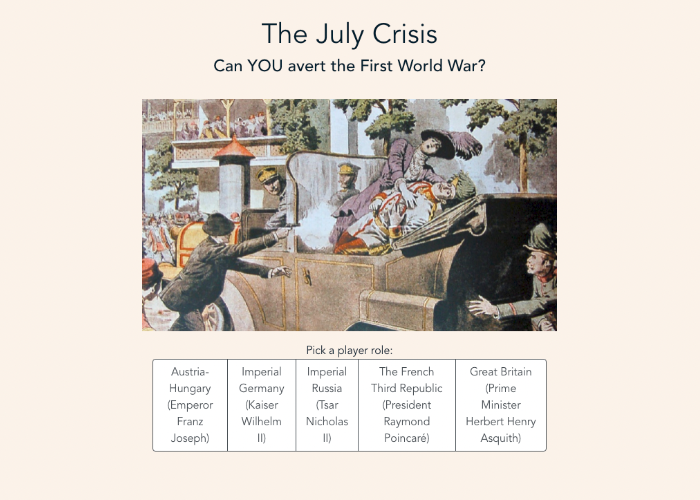 The July Crisis
Can YOU avert the First World War?
Pick a player role:
Austria-
Hungary
(Emperor
Franz
Joseph)
Imperial
Germany
(Kaiser
Wilhelm
II)
Imperial
Russia
(Tsar
Nicholas
II)
The French
Third Republic
(President
Raymond
Poincaré)
Great Britain
(Prime
Minister
Herbert Henry
Asquith)